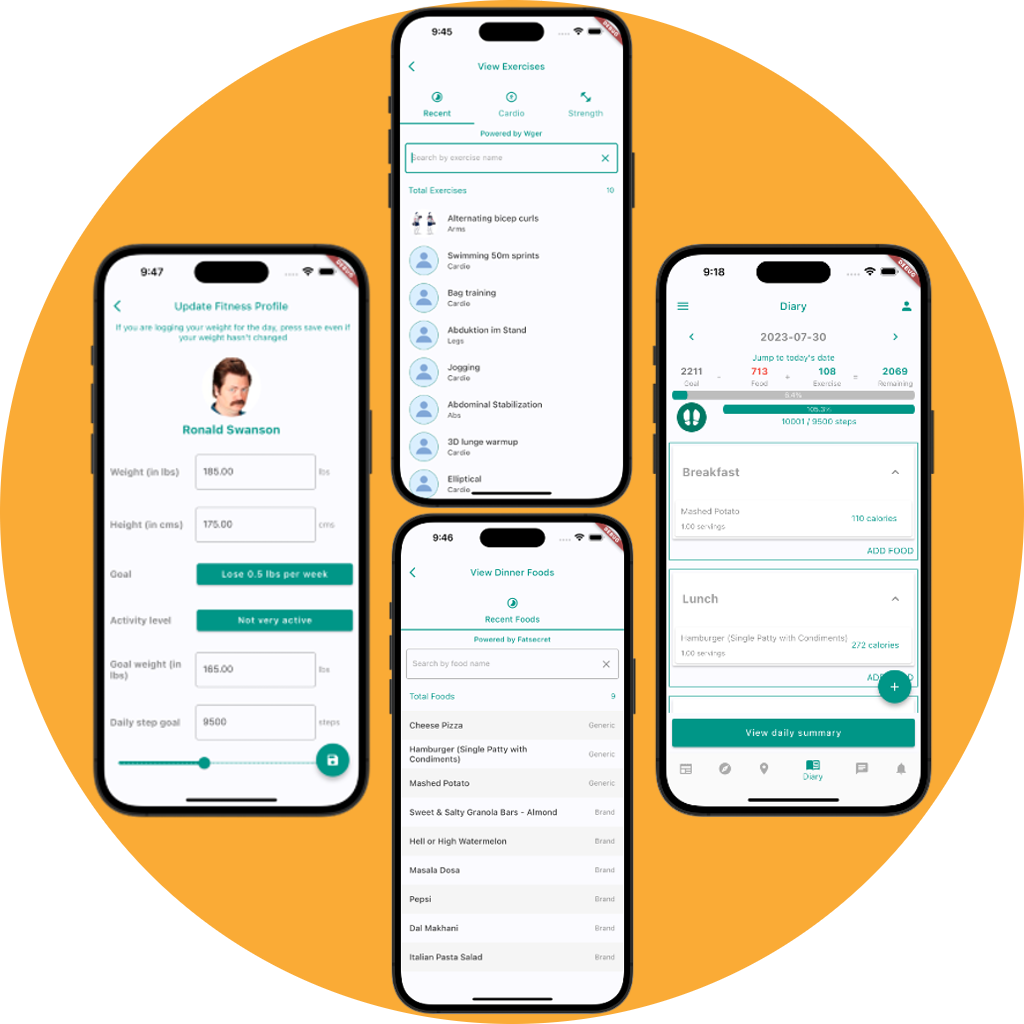 9:45
DEBUG
View Exercises
Recent
Cardio
Strength
Powered by Wger
Search by exercise name
Total Exercises
10
Alternating bicep curls
Arms
Swimming 50m sprints
Cardio
Bag training
Cardio
Abduktion im Stand
Legs
Jogging
Cardio
Abdominal Stabilization
Abs
3D lunge warmup
Cardio
Elliptical
Cardio
9:47
DEBUG
Update Fitness Profile
If you are logging your weight for the day, press save even if
your weight hasn't changed
Ronald Swanson
Weight (in lbs)
185.00
lbs
Height (in cms)
175.00
cms
Goal
Lose 0.5 lbs per week
Activity level
Not very active
Goal weight (in
lbs)
165.00
lbs
Daily step goal
9500
steps
9:46
DEBUG
View Dinner Foods
Recent Foods
Powered by Fatsecret
Search by food name
Total Foods
9
Cheese Pizza
Generic
Hamburger (Single Patty with
Condiments)
Generic
Mashed Potato
Generic
Sweet & Salty Granola Bars - Almond
Brand
Hell or High Watermelon
Brand
Masala Dosa
Brand
Pepsi
Brand
Dal Makhani
Brand
Italian Pasta Salad
Brand
9:18
DEBUG
Diary
2023-07-30
Jump to today's date
2211 - 713 + 108 = 2069
Goal Food Exercise Remaining
5.4%
105.3%
10001 / 9500 steps
Breakfast
Mashed Potato
1.00 servings
110 calories
ADD FOOD
Lunch
Hamburger (Single Patty with Condiments)
1.00 servings
272 calories
View daily summary
Diary